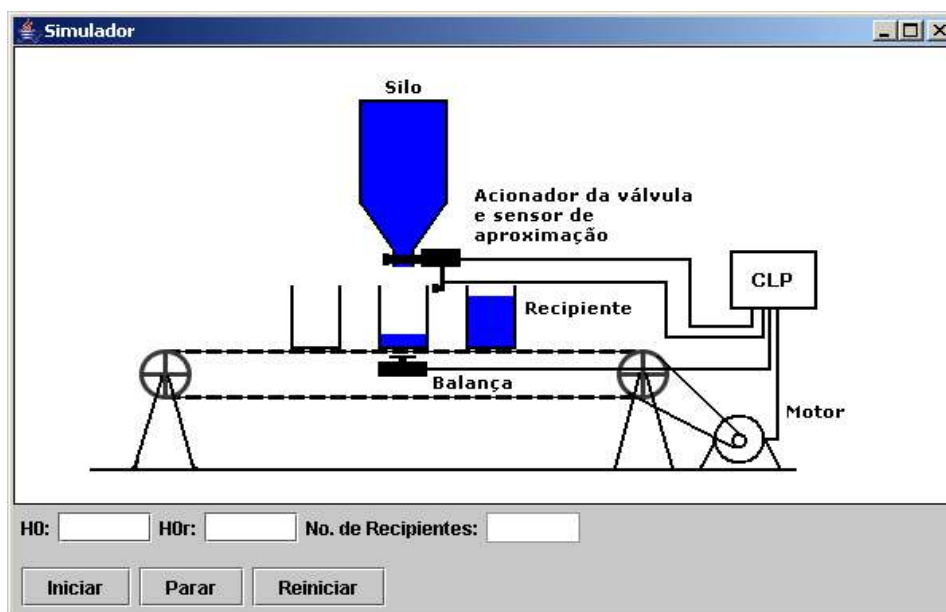 Simulador
Silo
Acionador da válvula
e sensor de
aproximação
CLP
Recipiente
Balança
Motor
H0:
H0r:
No. de Recipientes:
Iniciar
Parar
Reiniciar